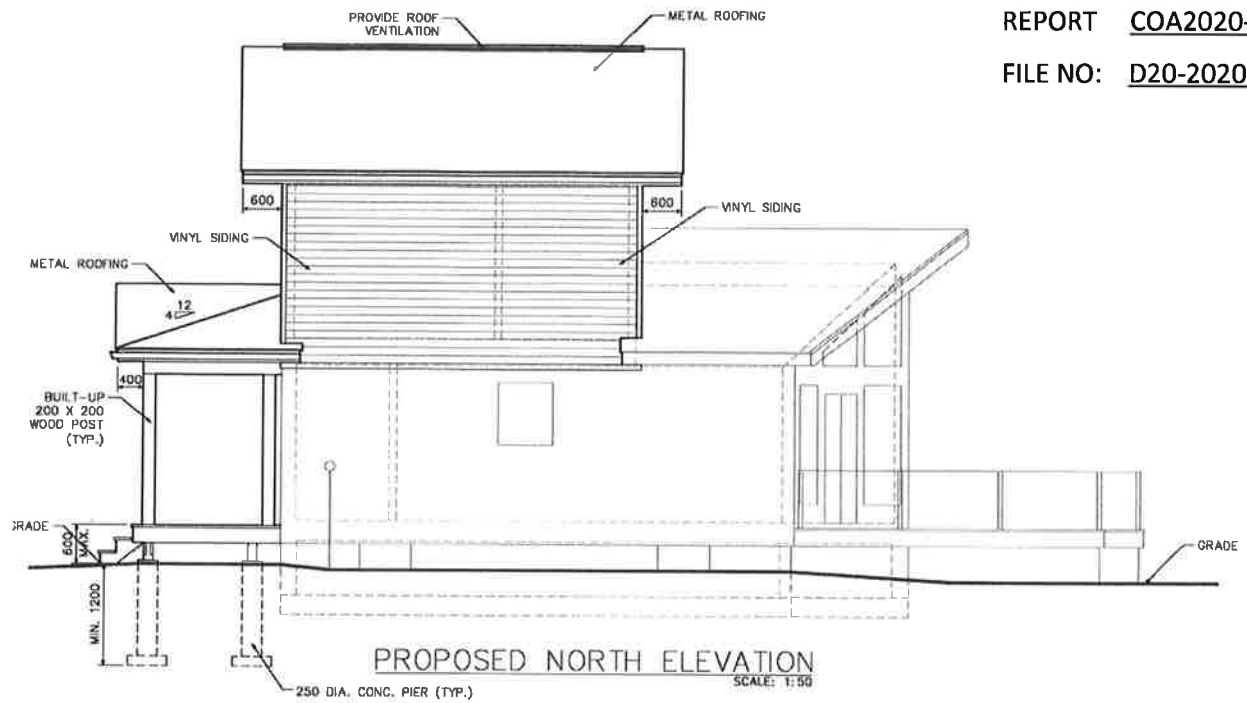 PROVIDE ROOF
VENTILATION
METAL ROOFING
REPORT COA2020-
FILE NO: D20-2020
600
600
VINYL SIDING
VINYL SIDING
METAL ROOFING
12
4
400
BUILT-UP
200 X 200
WOOD POST
(TYP.)
GRADE
600
MAX.
GRADE
MIN. 1200
PROPOSED NORTH ELEVATION
SCALE: 1:50
250 DIA. CONC. PIER (TYP.)